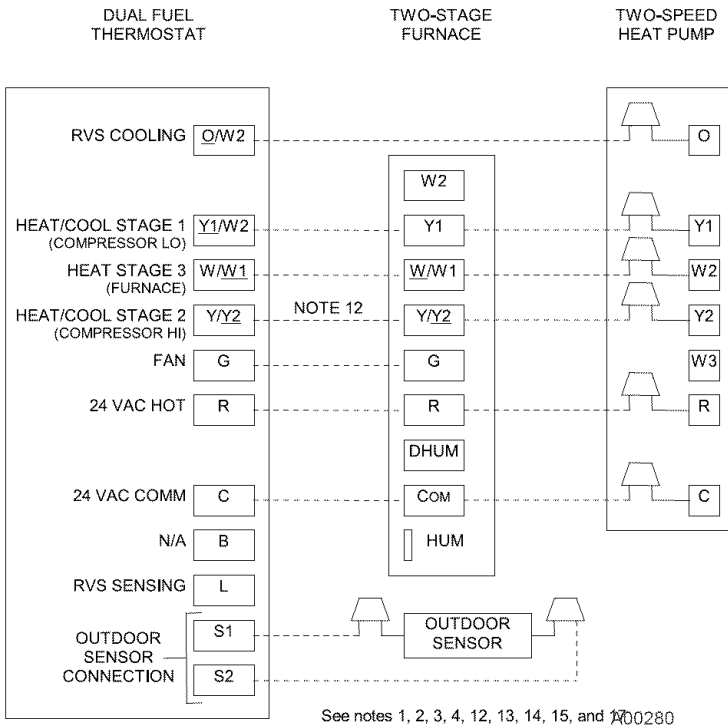 DUAL FUEL
THERMOSTAT
TWO-STAGE
FURNACE
TWO-SPEED
HEAT PUMP
RVS COOLING
O/W2
O
W2
HEAT/COOL STAGE 1
(COMPRESSOR LO)
Y1/W2
Y1
Y1
HEAT STAGE 3
(FURNACE)
W/W1
W/W1
W2
HEAT/COOL STAGE 2
(COMPRESSOR HI)
Y/Y2
NOTE 12
Y/Y2
Y2
FAN
G
G
W3
24 VAC HOT
R
R
R
DHUM
24 VAC COMM
C
COM
C
N/A
B
HUM
RVS SENSING
L
OUTDOOR
SENSOR
CONNECTION
S1
S2
OUTDOOR
SENSOR
See notes 1, 2, 3, 4, 12, 13, 14, 15, and 17
A00280